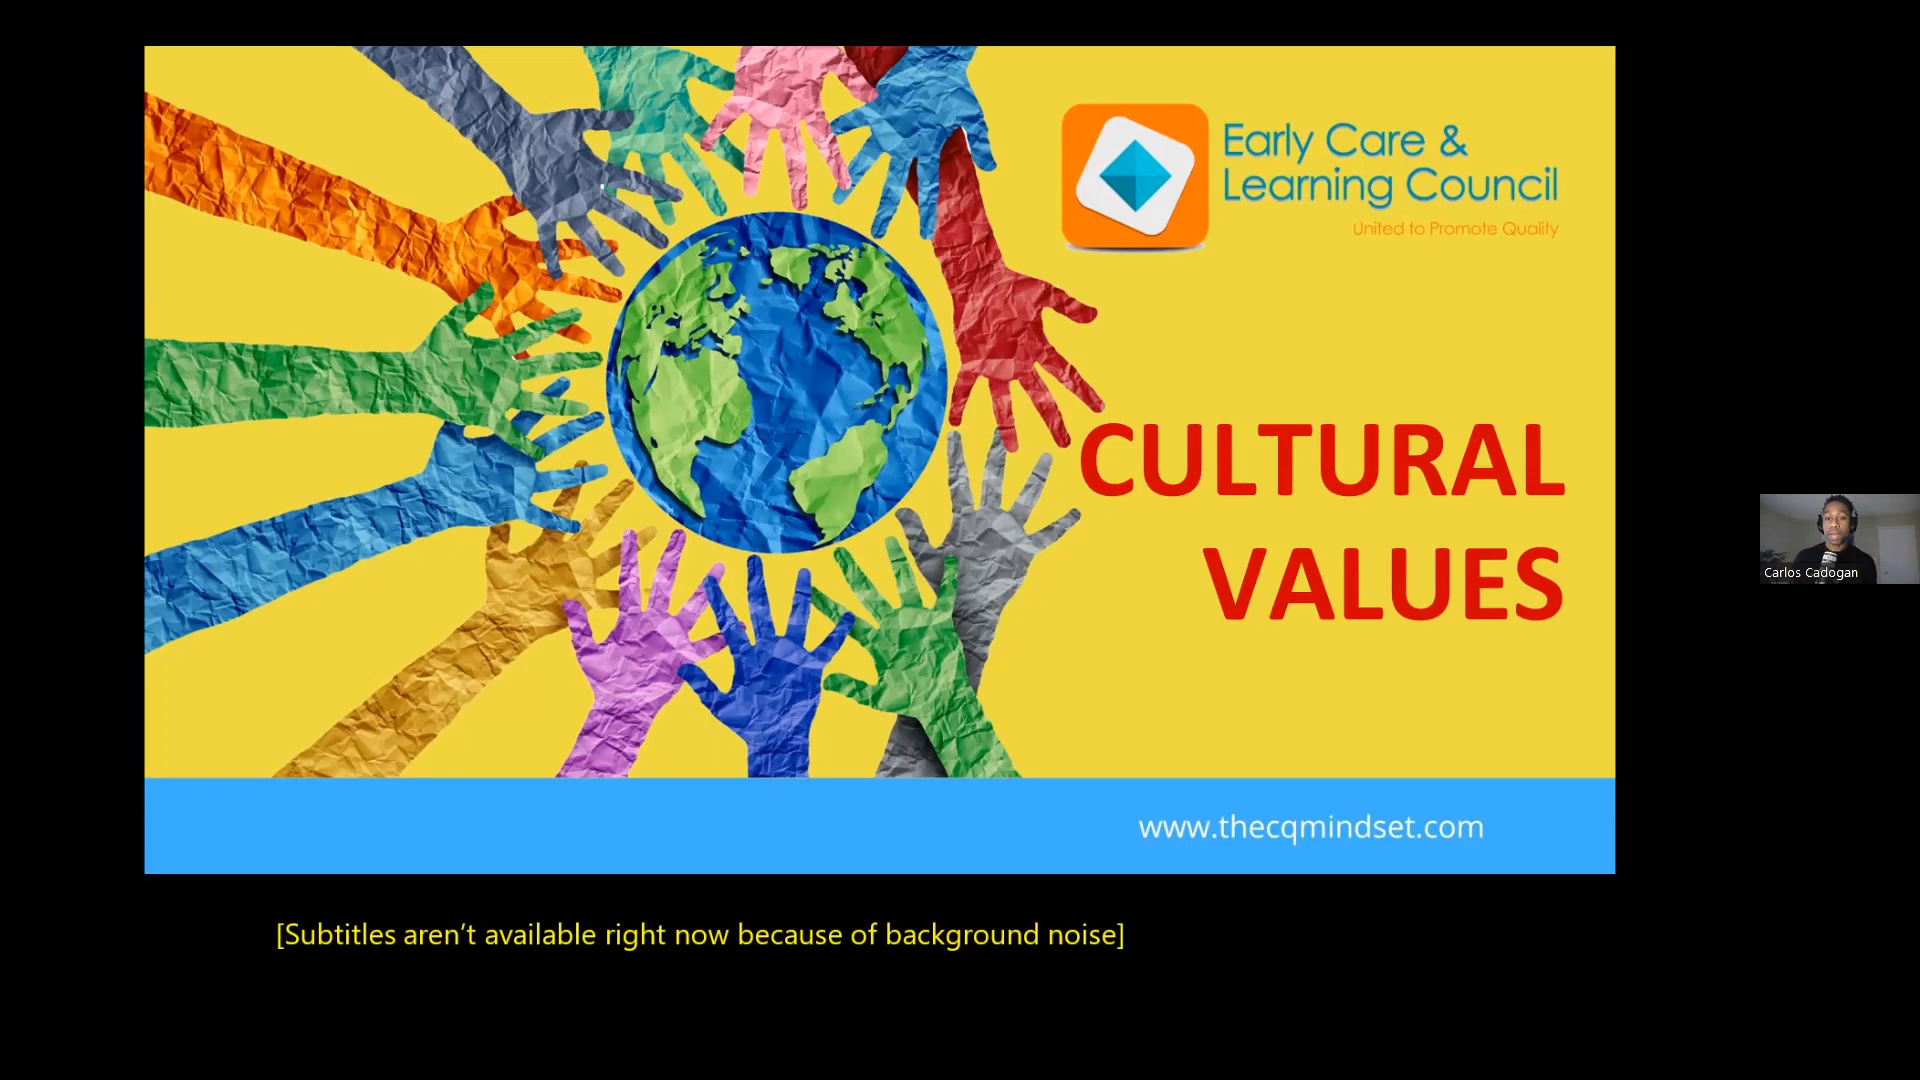 Early Care &
Learning Council
United to Promote Quality
CULTURAL
VALUES
Carlos Cadogan
www.thecqmindset.com
[Subtitles aren’t available right now because of background noise]